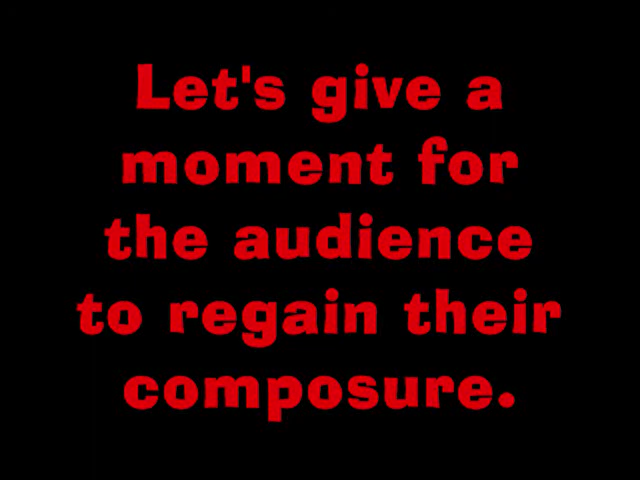 Let's give a
moment for
the audience
to regain their
composure.